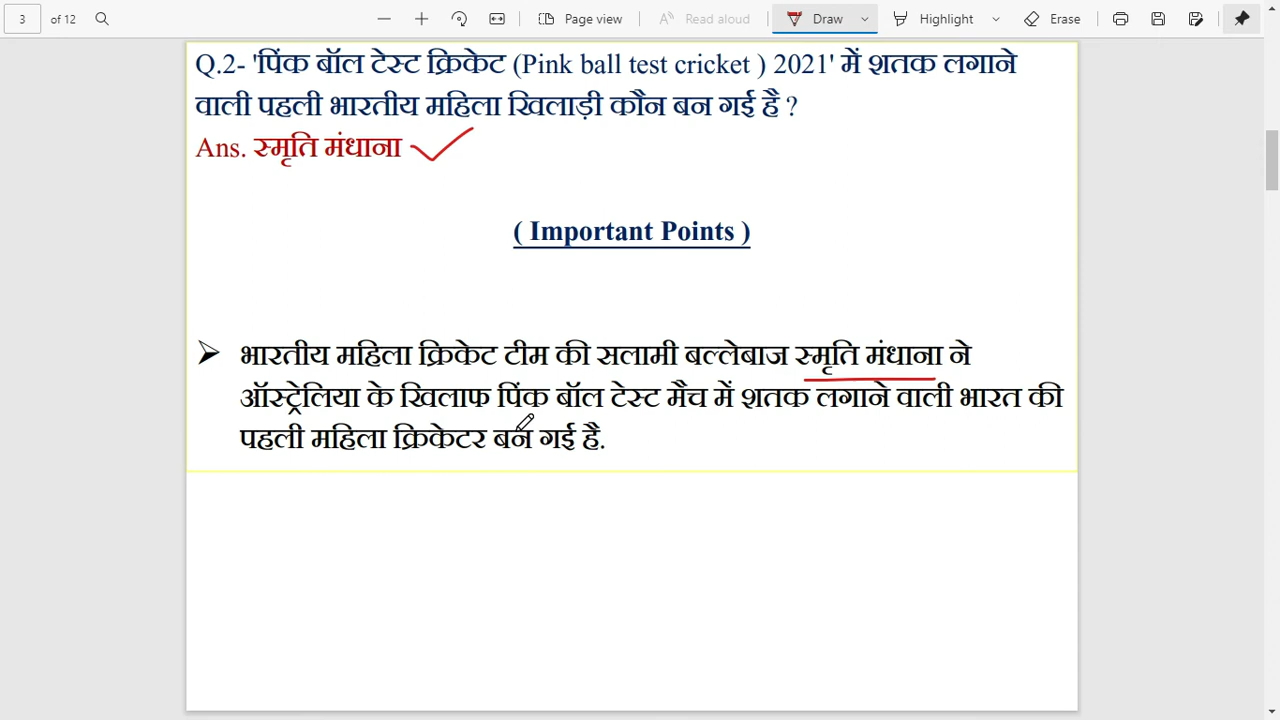 3 of 12 Page view Read aloud Draw Highlight Erase
Q.2- 'पिंक बॉल टेस्ट क्रिकेट (Pink ball test cricket ) 2021' में शतक लगाने
वाली पहली भारतीय महिला खिलाड़ी कौन बन गई है ?
Ans. स्मृति मंधाना
( Important Points )
भारतीय महिला क्रिकेट टीम की सलामी बल्लेबाज स्मृति मंधाना ने
ऑस्ट्रेलिया के खिलाफ पिंक बॉल टेस्ट मैच में शतक लगाने वाली भारत की
पहली महिला क्रिकेटर बन गई है.